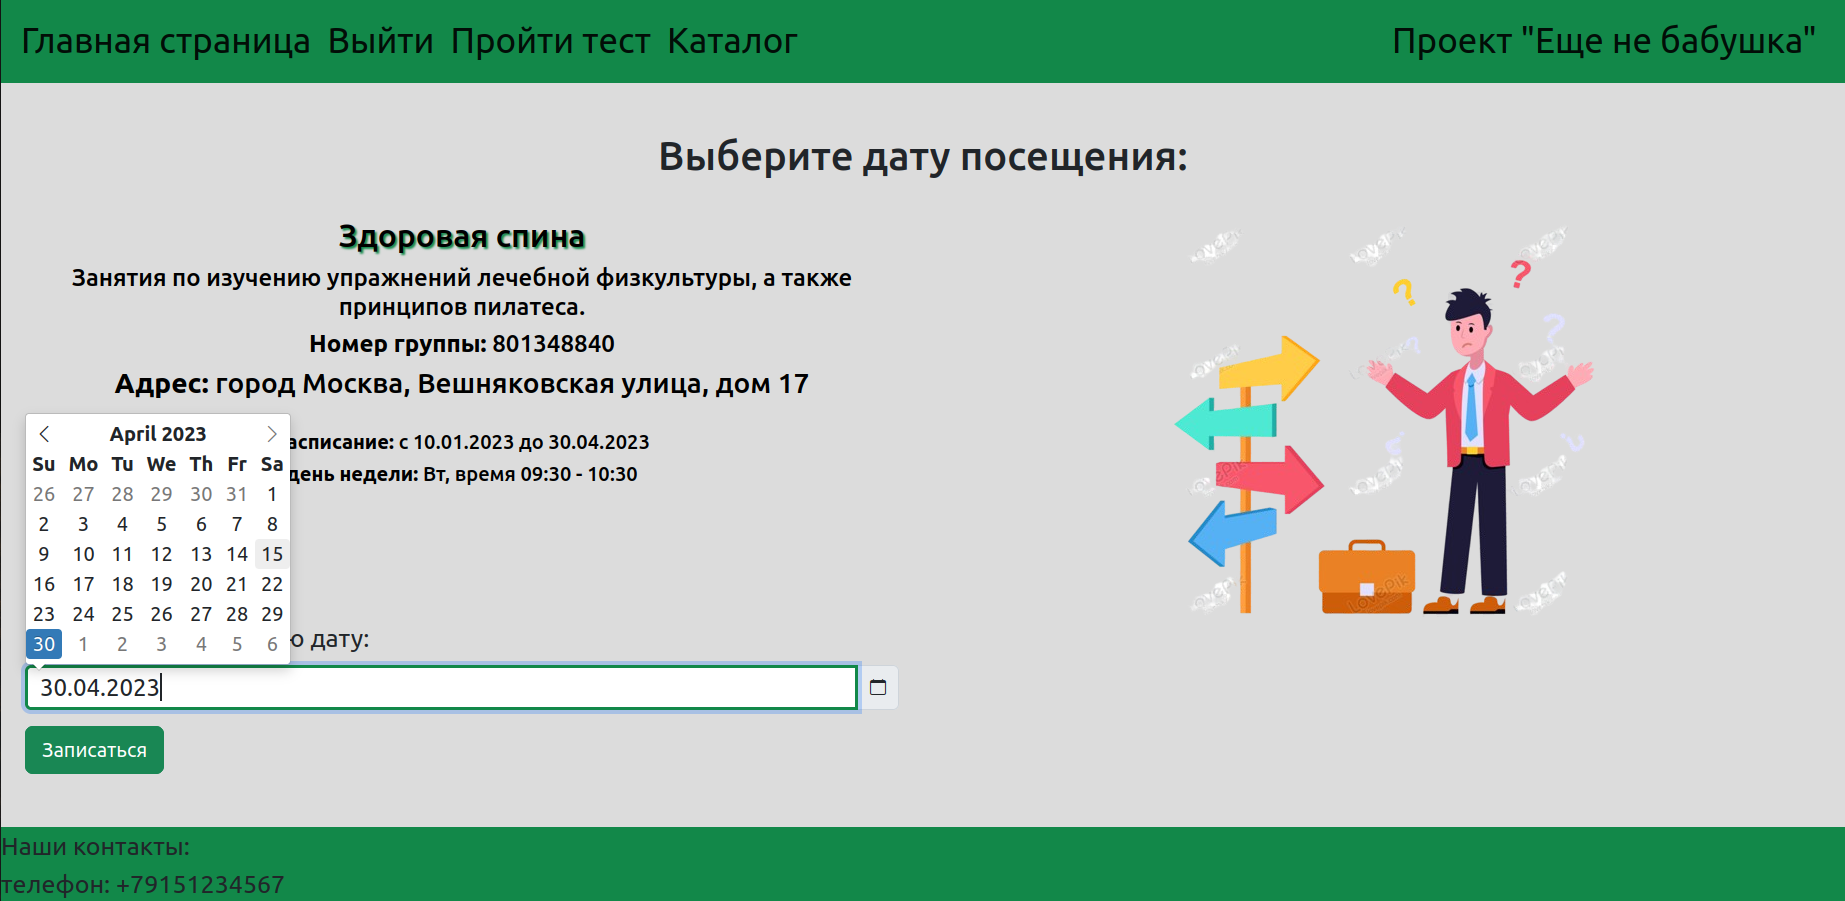 Главная страница Выйти Пройти тест Каталог Проект "Еще не бабушка"
Выберите дату посещения:
Здоровая спина
Занятия по изучению упражнений лечебной физкультуры, а также
принципов пилатеса.
Номер группы: 801348840
Адрес: город Москва, Вешняковская улица, дом 17
асписание: с 10.01.2023 до 30.04.2023
день недели: Вт, время 09:30 - 10:30
April 2023
Su Mo Tu We Th Fr Sa
26 27 28 29 30 31 1
2 3 4 5 6 7 8
9 10 11 12 13 14 15
16 17 18 19 20 21 22
23 24 25 26 27 28 29
30 1 2 3 4 5 6
ю дату:
30.04.2023
Записаться
LovePik
Наши контакты:
телефон: +79151234567